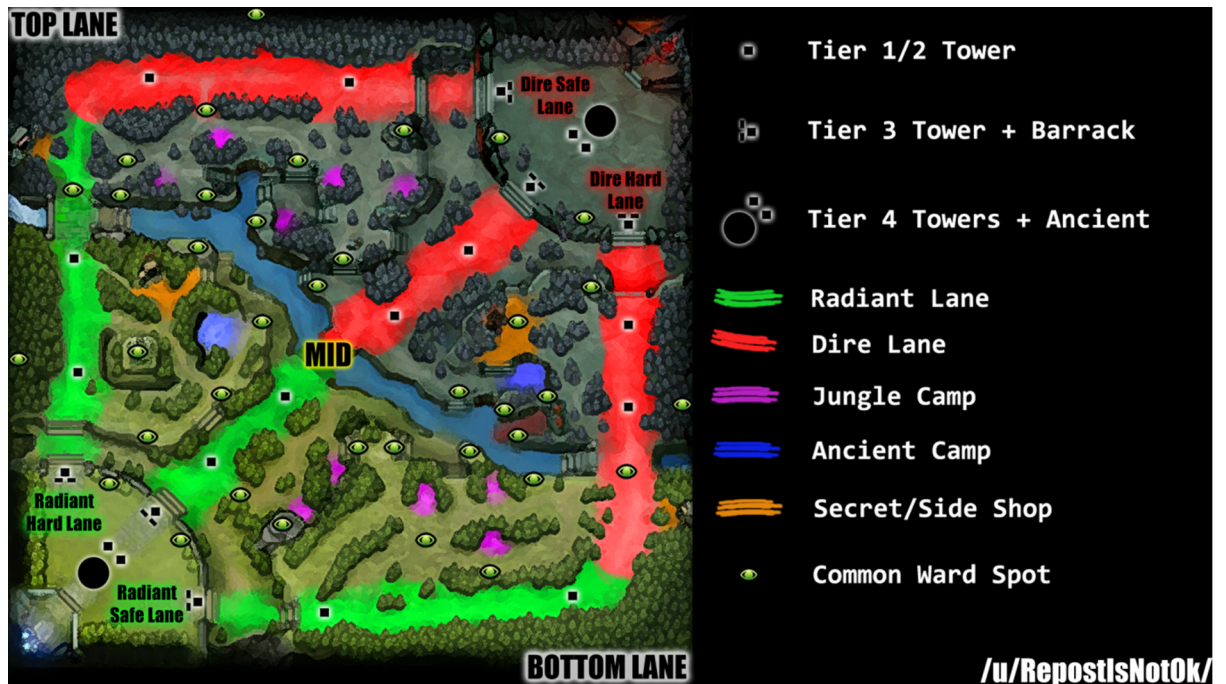 TOP LANE
Dire Safe
Lane
Dire Hard
Lane
MID
Radiant
Hard Lane
Radiant
Safe Lane
BOTTOM LANE
Tier 1/2 Tower
Tier 3 Tower + Barrack
Tier 4 Towers + Ancient
Radiant Lane
Dire Lane
Jungle Camp
Ancient Camp
Secret/Side Shop
Common Ward Spot
/u/RepostIsNotOk/